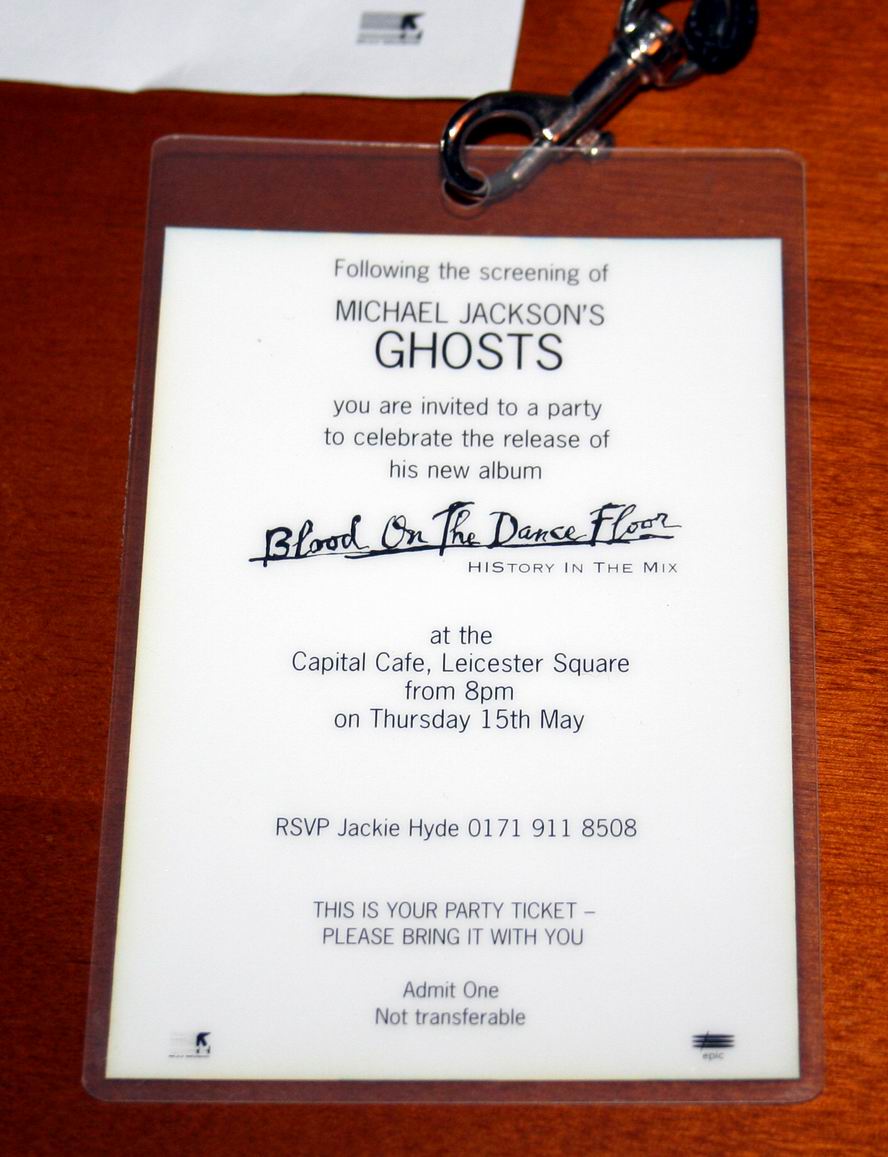 Following the screening of
MICHAEL JACKSON'S
GHOSTS
you are invited to a party
to celebrate the release of
his new album
Blood On The Dance Floor
HIStory In The Mix
at the
Capital Cafe, Leicester Square
from 8pm
on Thursday 15th May
RSVP Jackie Hyde 0171 911 8508
THIS IS YOUR PARTY TICKET –
PLEASE BRING IT WITH YOU
Admit One
Not transferable
epic